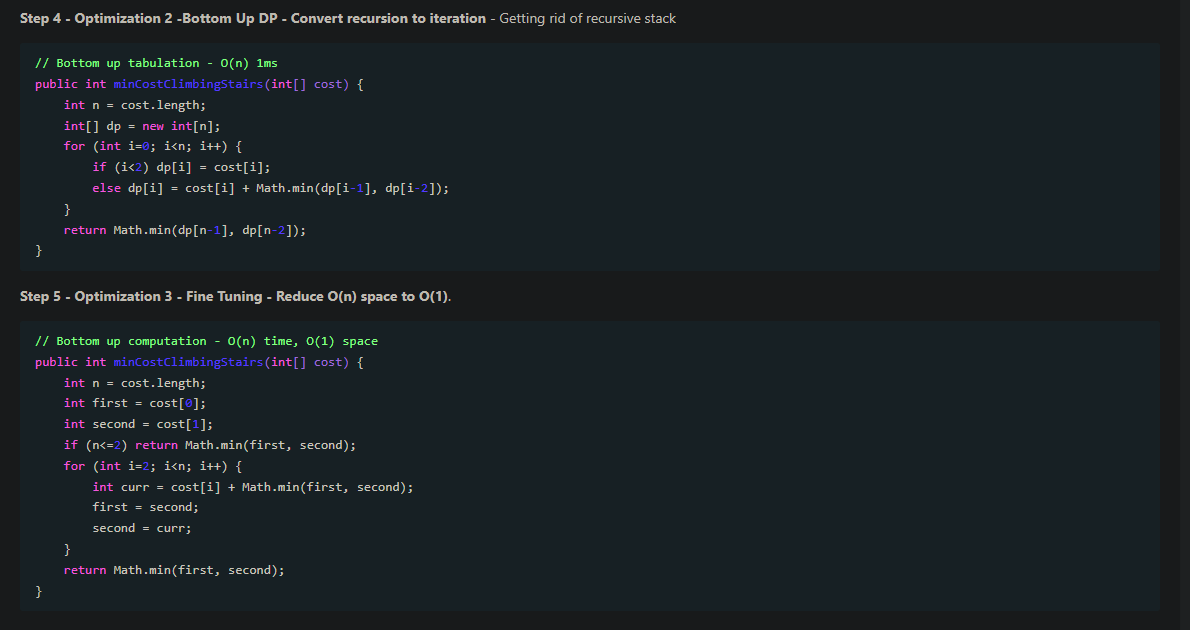 Step 4 - Optimization 2 -Bottom Up DP - Convert recursion to iteration - Getting rid of recursive stack
// Bottom up tabulation - O(n) 1ms
public int minCostClimbingStairs(int[] cost) {
    int n = cost.length;
    int[] dp = new int[n];
    for (int i=0; i<n; i++) {
        if (i<2) dp[i] = cost[i];
        else dp[i] = cost[i] + Math.min(dp[i-1], dp[i-2]);
    }
    return Math.min(dp[n-1], dp[n-2]);
}
Step 5 - Optimization 3 - Fine Tuning - Reduce O(n) space to O(1).
// Bottom up computation - O(n) time, O(1) space
public int minCostClimbingStairs(int[] cost) {
    int n = cost.length;
    int first = cost[0];
    int second = cost[1];
    if (n<=2) return Math.min(first, second);
    for (int i=2; i<n; i++) {
        int curr = cost[i] + Math.min(first, second);
        first = second;
        second = curr;
    }
    return Math.min(first, second);
}